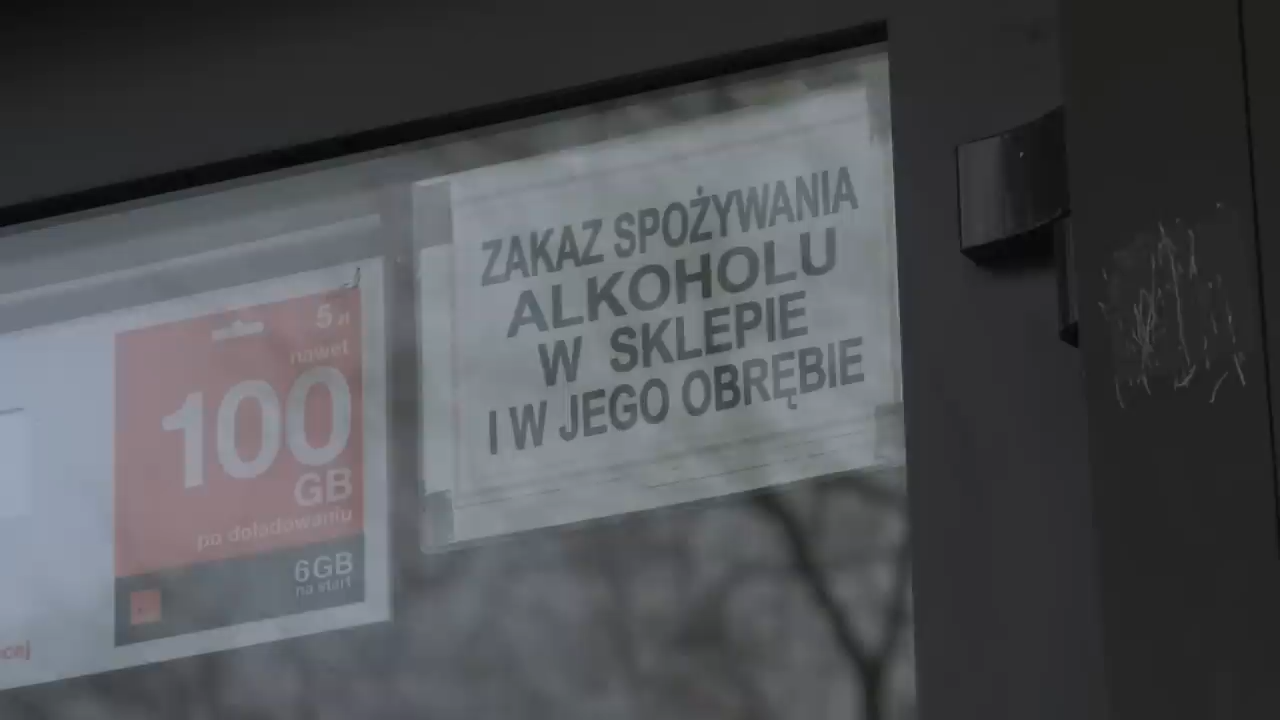 5 zł
nawet
100
GB
po doładowaniu
6GB
na start
ZAKAZ SPOŻYWANIA
ALKOHOLU
W SKLEPIE
I W JEGO OBRĘBIE